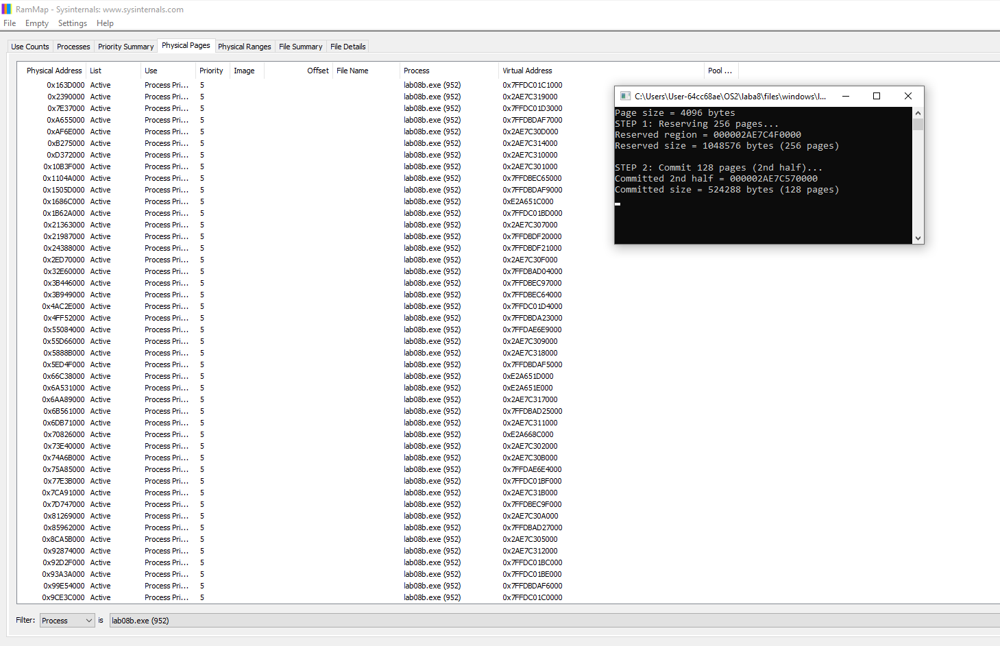 RamMap - Sysinternals: www.sysinternals.com
File Empty Settings Help
Use Counts Processes Priority Summary Physical Pages Physical Ranges File Summary File Details
Physical Address List Use Priority Image Offset File Name Process Virtual Address Pool ...
0x163D000 Active Process Pri... 5 lab08b.exe (952) 0x7FFDC01C1000
0x2390000 Active Process Pri... 5 lab08b.exe (952) 0x2AE7C319000
0x7E37000 Active Process Pri... 5 lab08b.exe (952) 0x7FFDC01D3000
0xA655000 Active Process Pri... 5 lab08b.exe (952) 0x7FFDBDAF7000
0xAF6E000 Active Process Pri... 5 lab08b.exe (952) 0x2AE7C30D000
0xB275000 Active Process Pri... 5 lab08b.exe (952) 0x2AE7C314000
0xD372000 Active Process Pri... 5 lab08b.exe (952) 0x2AE7C310000
0x10B3F000 Active Process Pri... 5 lab08b.exe (952) 0x2AE7C301000
0x1104A000 Active Process Pri... 5 lab08b.exe (952) 0x7FFDBEC65000
0x1505D000 Active Process Pri... 5 lab08b.exe (952) 0x7FFDBDAF9000
0x1686C000 Active Process Pri... 5 lab08b.exe (952) 0xE2A651C000
0x1B62A000 Active Process Pri... 5 lab08b.exe (952) 0x7FFDC01BD000
0x21363000 Active Process Pri... 5 lab08b.exe (952) 0x2AE7C307000
0x21987000 Active Process Pri... 5 lab08b.exe (952) 0x7FFDBDF20000
0x24388000 Active Process Pri... 5 lab08b.exe (952) 0x7FFDBDF21000
0x2ED70000 Active Process Pri... 5 lab08b.exe (952) 0x2AE7C30F000
0x32E60000 Active Process Pri... 5 lab08b.exe (952) 0x7FFDBAD04000
0x3B446000 Active Process Pri... 5 lab08b.exe (952) 0x7FFDBEC97000
0x3B949000 Active Process Pri... 5 lab08b.exe (952) 0x7FFDBEC64000
0x4AC2E000 Active Process Pri... 5 lab08b.exe (952) 0x7FFDC01D4000
0x4FF52000 Active Process Pri... 5 lab08b.exe (952) 0x7FFDBDA23000
0x55084000 Active Process Pri... 5 lab08b.exe (952) 0x7FFDAE6E9000
0x55D66000 Active Process Pri... 5 lab08b.exe (952) 0x2AE7C309000
0x5888B000 Active Process Pri... 5 lab08b.exe (952) 0x2AE7C318000
0x5ED4F000 Active Process Pri... 5 lab08b.exe (952) 0x7FFDBDAF5000
0x66C38000 Active Process Pri... 5 lab08b.exe (952) 0xE2A651D000
0x6A531000 Active Process Pri... 5 lab08b.exe (952) 0xE2A651E000
0x6AA89000 Active Process Pri... 5 lab08b.exe (952) 0x2AE7C317000
0x6B561000 Active Process Pri... 5 lab08b.exe (952) 0x7FFDBAD25000
0x6DB71000 Active Process Pri... 5 lab08b.exe (952) 0x2AE7C311000
0x70826000 Active Process Pri... 5 lab08b.exe (952) 0xE2A668C000
0x73E40000 Active Process Pri... 5 lab08b.exe (952) 0x2AE7C302000
0x74A6B000 Active Process Pri... 5 lab08b.exe (952) 0x2AE7C30B000
0x75A85000 Active Process Pri... 5 lab08b.exe (952) 0x7FFDAE6E4000
0x77E3B000 Active Process Pri... 5 lab08b.exe (952) 0x7FFDC01BF000
0x7CA91000 Active Process Pri... 5 lab08b.exe (952) 0x2AE7C31B000
0x7D747000 Active Process Pri... 5 lab08b.exe (952) 0x7FFDBEC9F000
0x81269000 Active Process Pri... 5 lab08b.exe (952) 0x2AE7C30A000
0x85962000 Active Process Pri... 5 lab08b.exe (952) 0x7FFDBAD27000
0x8CA5B000 Active Process Pri... 5 lab08b.exe (952) 0x2AE7C305000
0x92874000 Active Process Pri... 5 lab08b.exe (952) 0x2AE7C312000
0x92D2F000 Active Process Pri... 5 lab08b.exe (952) 0x7FFDC01BC000
0x93A3A000 Active Process Pri... 5 lab08b.exe (952) 0x7FFDC01BE000
0x99E54000 Active Process Pri... 5 lab08b.exe (952) 0x7FFDBDAF6000
0x9CE3C000 Active Process Pri... 5 lab08b.exe (952) 0x7FFDC01C0000
C:\Users\User-64cc68ae\OS2\laba8\files\windows\l...
Page size = 4096 bytes
STEP 1: Reserving 256 pages...
Reserved region = 000002AE7C4F0000
Reserved size = 1048576 bytes (256 pages)
STEP 2: Commit 128 pages (2nd half)...
Committed 2nd half = 000002AE7C570000
Committed size = 524288 bytes (128 pages)
Filter: Process is lab08b.exe (952)